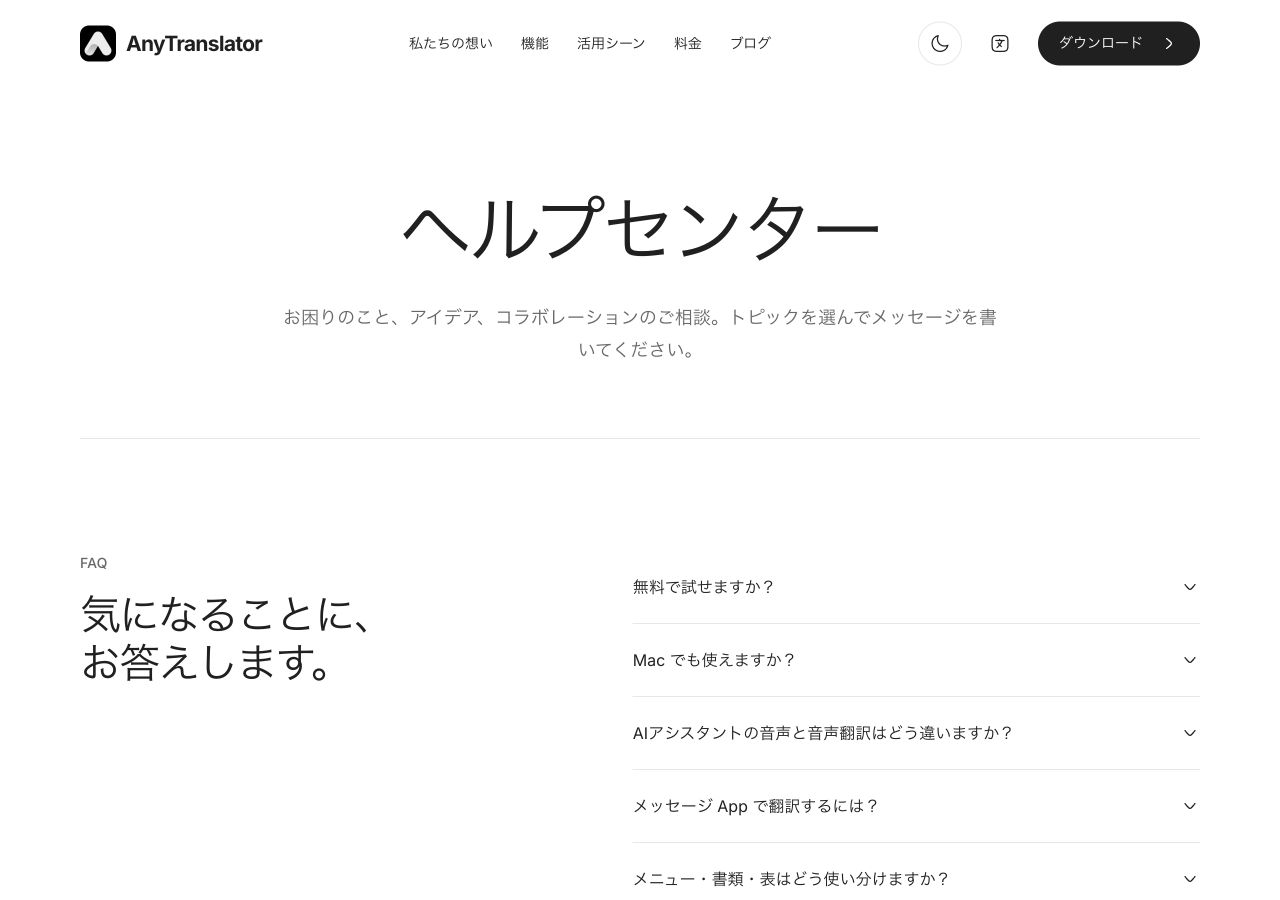 AnyTranslator
私たちの想い
機能
活用シーン
料金
ブログ
ダウンロード
ヘルプセンター
お困りのこと、アイデア、コラボレーションのご相談。トピックを選んでメッセージを書
いてください。
FAQ
気になることに、
お答えします。
無料で試せますか？
Mac でも使えますか？
AIアシスタントの音声と音声翻訳はどう違いますか？
メッセージ App で翻訳するには？
メニュー・書類・表はどう使い分けますか？